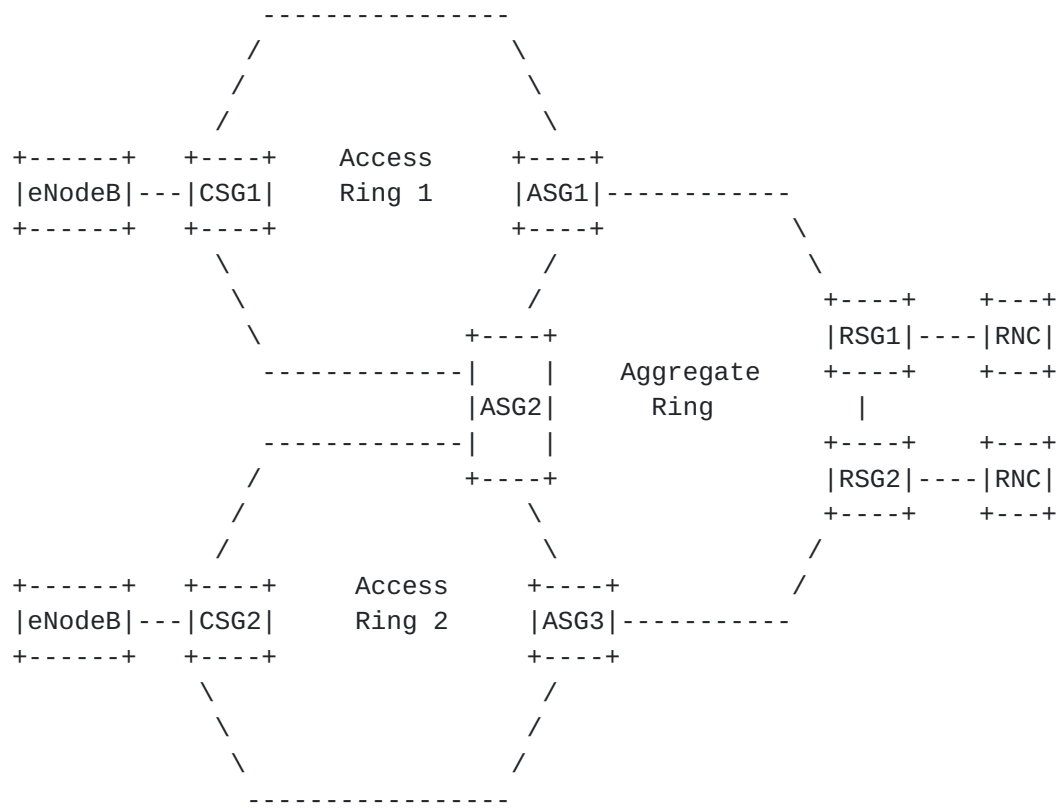 Access
eNodeB CSG1 Ring 1 ASG1
RSG1 RNC
Aggregate
ASG2 Ring
RSG2 RNC
Access
eNodeB CSG2 Ring 2 ASG3